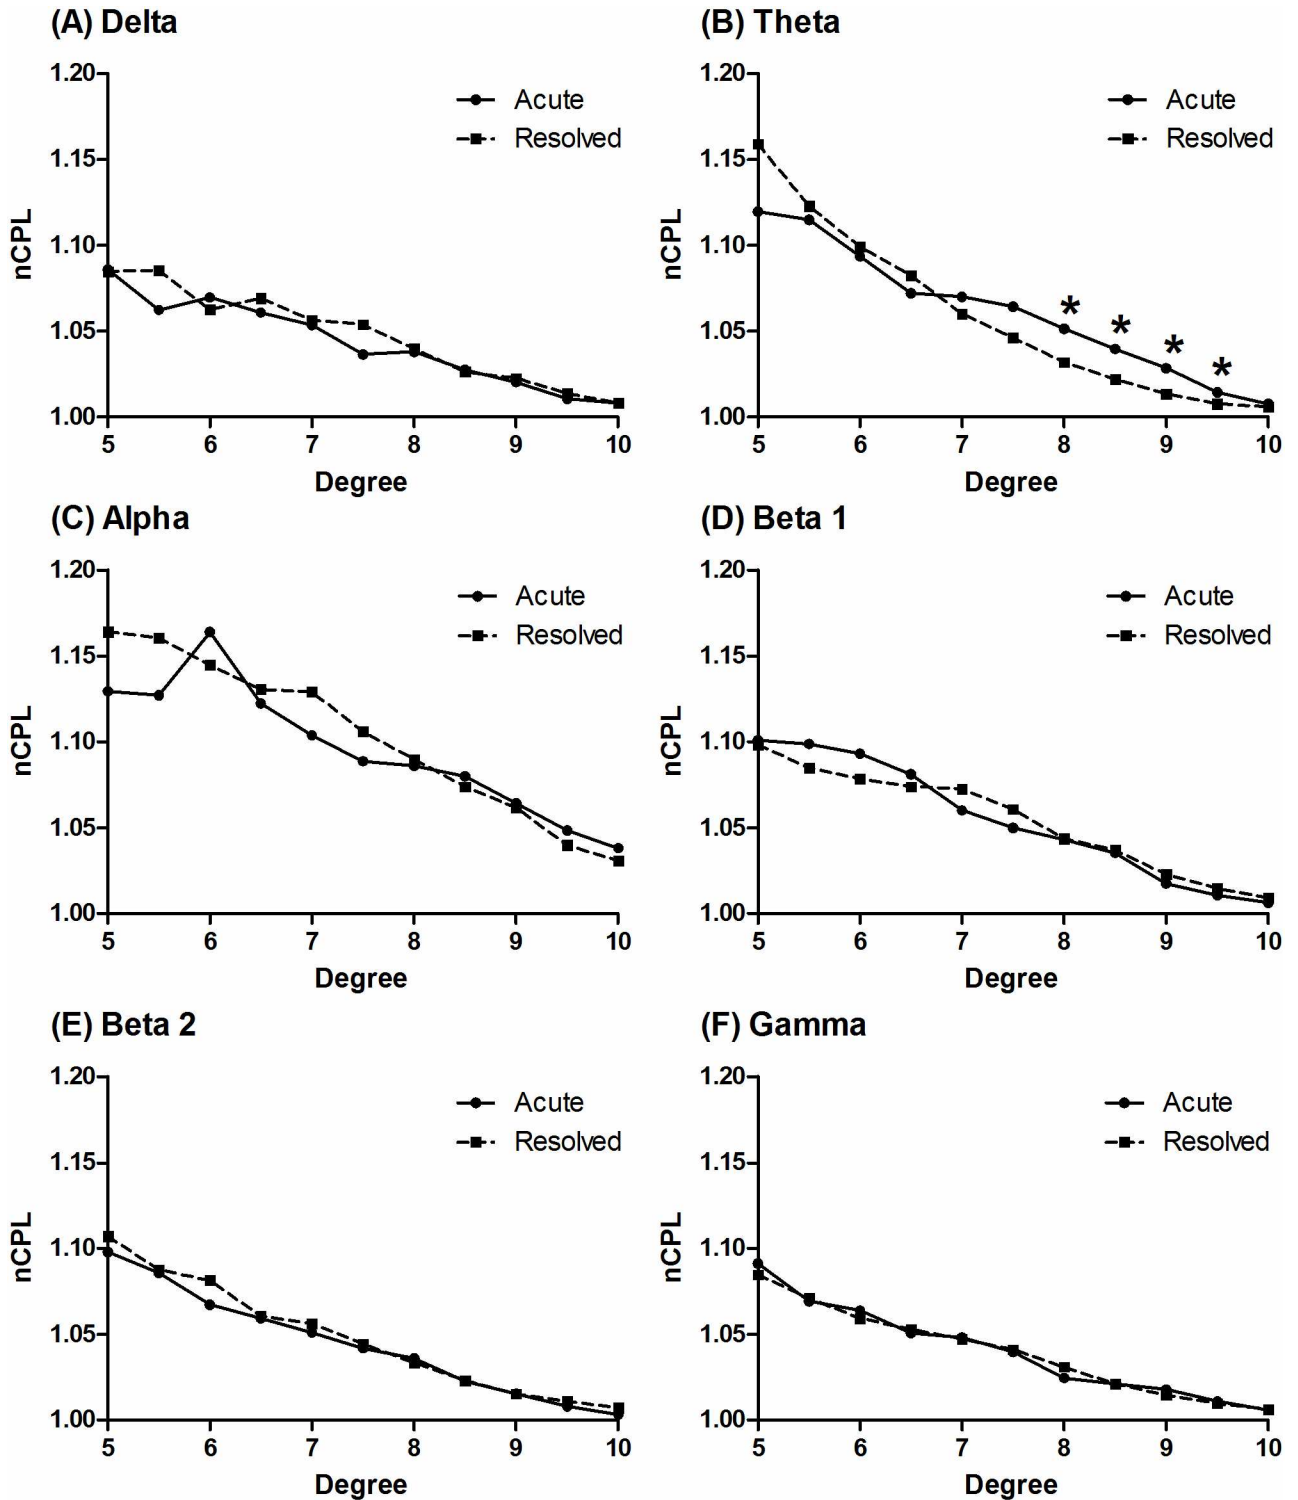 (A) Delta
1.20
1.15
1.10
1.05
1.00
nCPL
Acute
Resolved
5 6 7 8 9 10
Degree
(B) Theta
1.20
1.15
1.10
1.05
1.00
nCPL
Acute
Resolved
* * * *
5 6 7 8 9 10
Degree
(C) Alpha
1.20
1.15
1.10
1.05
1.00
nCPL
Acute
Resolved
5 6 7 8 9 10
Degree
(D) Beta 1
1.20
1.15
1.10
1.05
1.00
nCPL
Acute
Resolved
5 6 7 8 9 10
Degree
(E) Beta 2
1.20
1.15
1.10
1.05
1.00
nCPL
Acute
Resolved
5 6 7 8 9 10
Degree
(F) Gamma
1.20
1.15
1.10
1.05
1.00
nCPL
Acute
Resolved
5 6 7 8 9 10
Degree